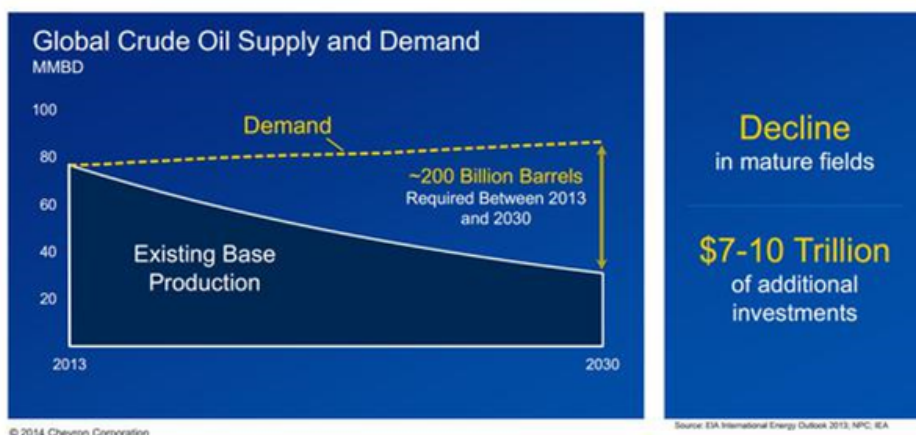 Global Crude Oil Supply and Demand
MMBD
100
80
60
40
20
Demand
~200 Billion Barrels
Required Between 2013
and 2030
Existing Base
Production
2013
2030
Decline
in mature fields
$7-10 Trillion
of additional
investments
© 2014 Chevron Corporation
Source: EIA International Energy Outlook 2013; NPC, IEA